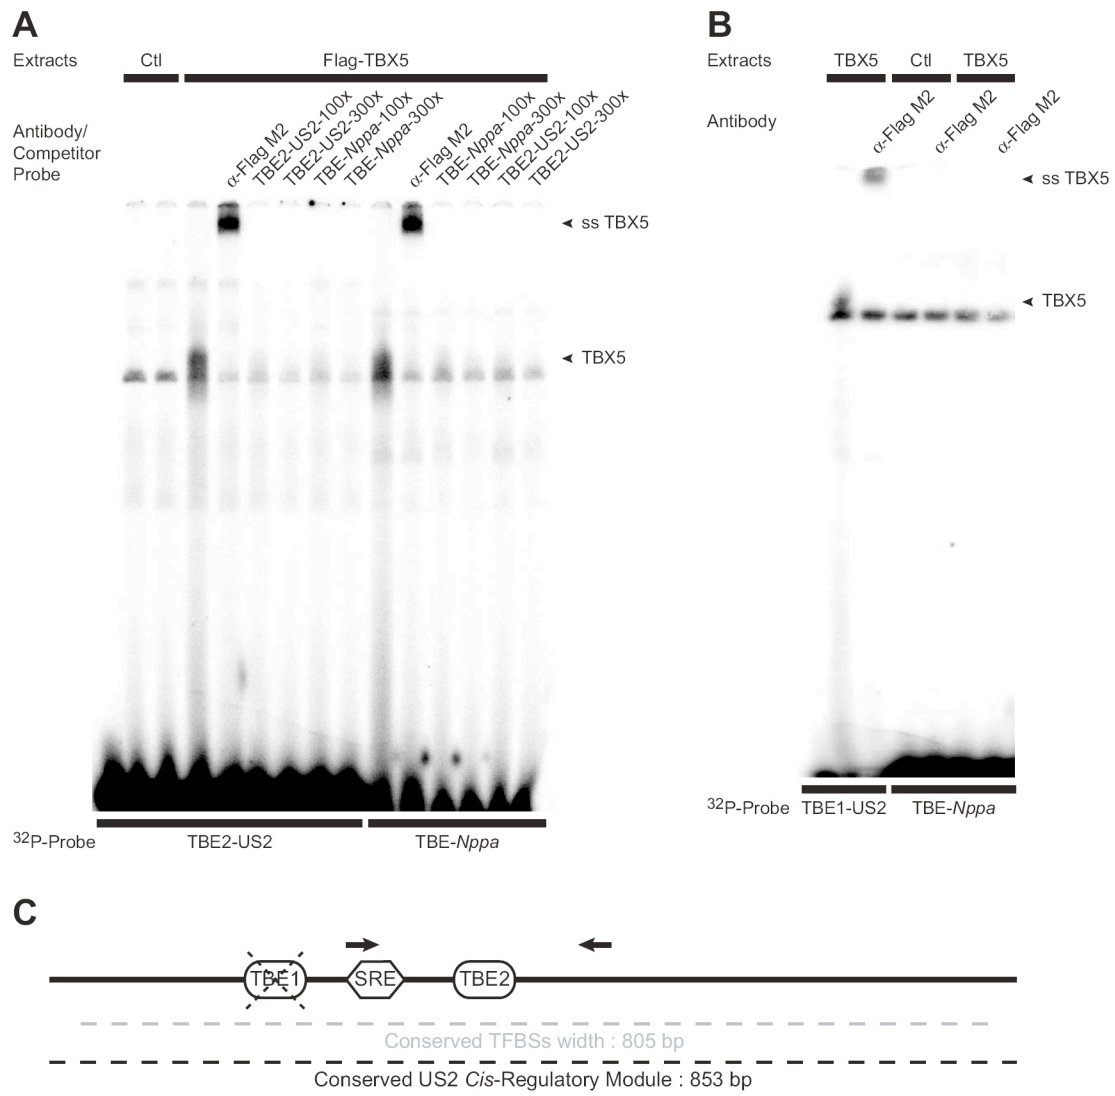 A
Extracts
Ctl
Flag-TBX5
Antibody/
Competitor
Probe
α-Flag M2
TBE2-US2-100x
TBE2-US2-300x
TBE-Nppa-100x
TBE-Nppa-300x
α-Flag M2
TBE-Nppa-100x
TBE-Nppa-300x
TBE2-US2-100x
TBE2-US2-300x
ss TBX5
TBX5
32P-Probe
TBE2-US2
TBE-Nppa
B
Extracts
TBX5
Ctl
TBX5
Antibody
α-Flag M2
α-Flag M2
α-Flag M2
ss TBX5
TBX5
32P-Probe
TBE1-US2
TBE-Nppa
C
TBE1
SRE
TBE2
Conserved TFBSs width : 805 bp
Conserved US2 Cis-Regulatory Module : 853 bp